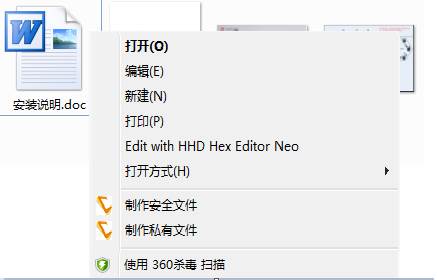 安装说明.doc
打开(O)
编辑(E)
新建(N)
打印(P)
Edit with HHD Hex Editor Neo
打开方式(H)
制作安全文件
制作私有文件
使用 360杀毒 扫描